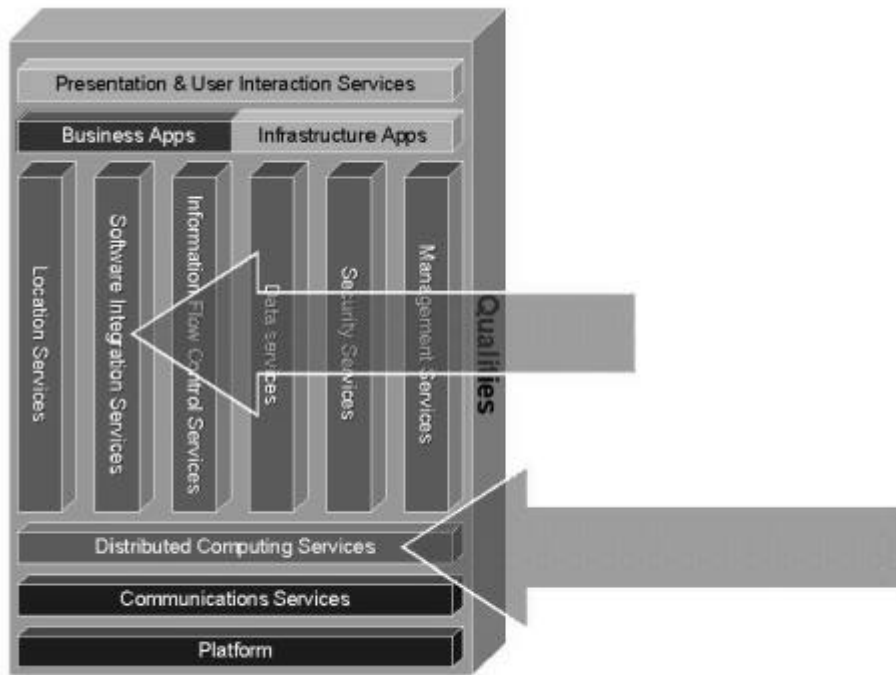 Presentation & User Interaction Services
Business Apps
Infrastructure Apps
Location Services
Software Integration Services
Information Flow Control Services
Data services
Security Services
Management Services
Qualities
Distributed Computing Services
Communications Services
Platform